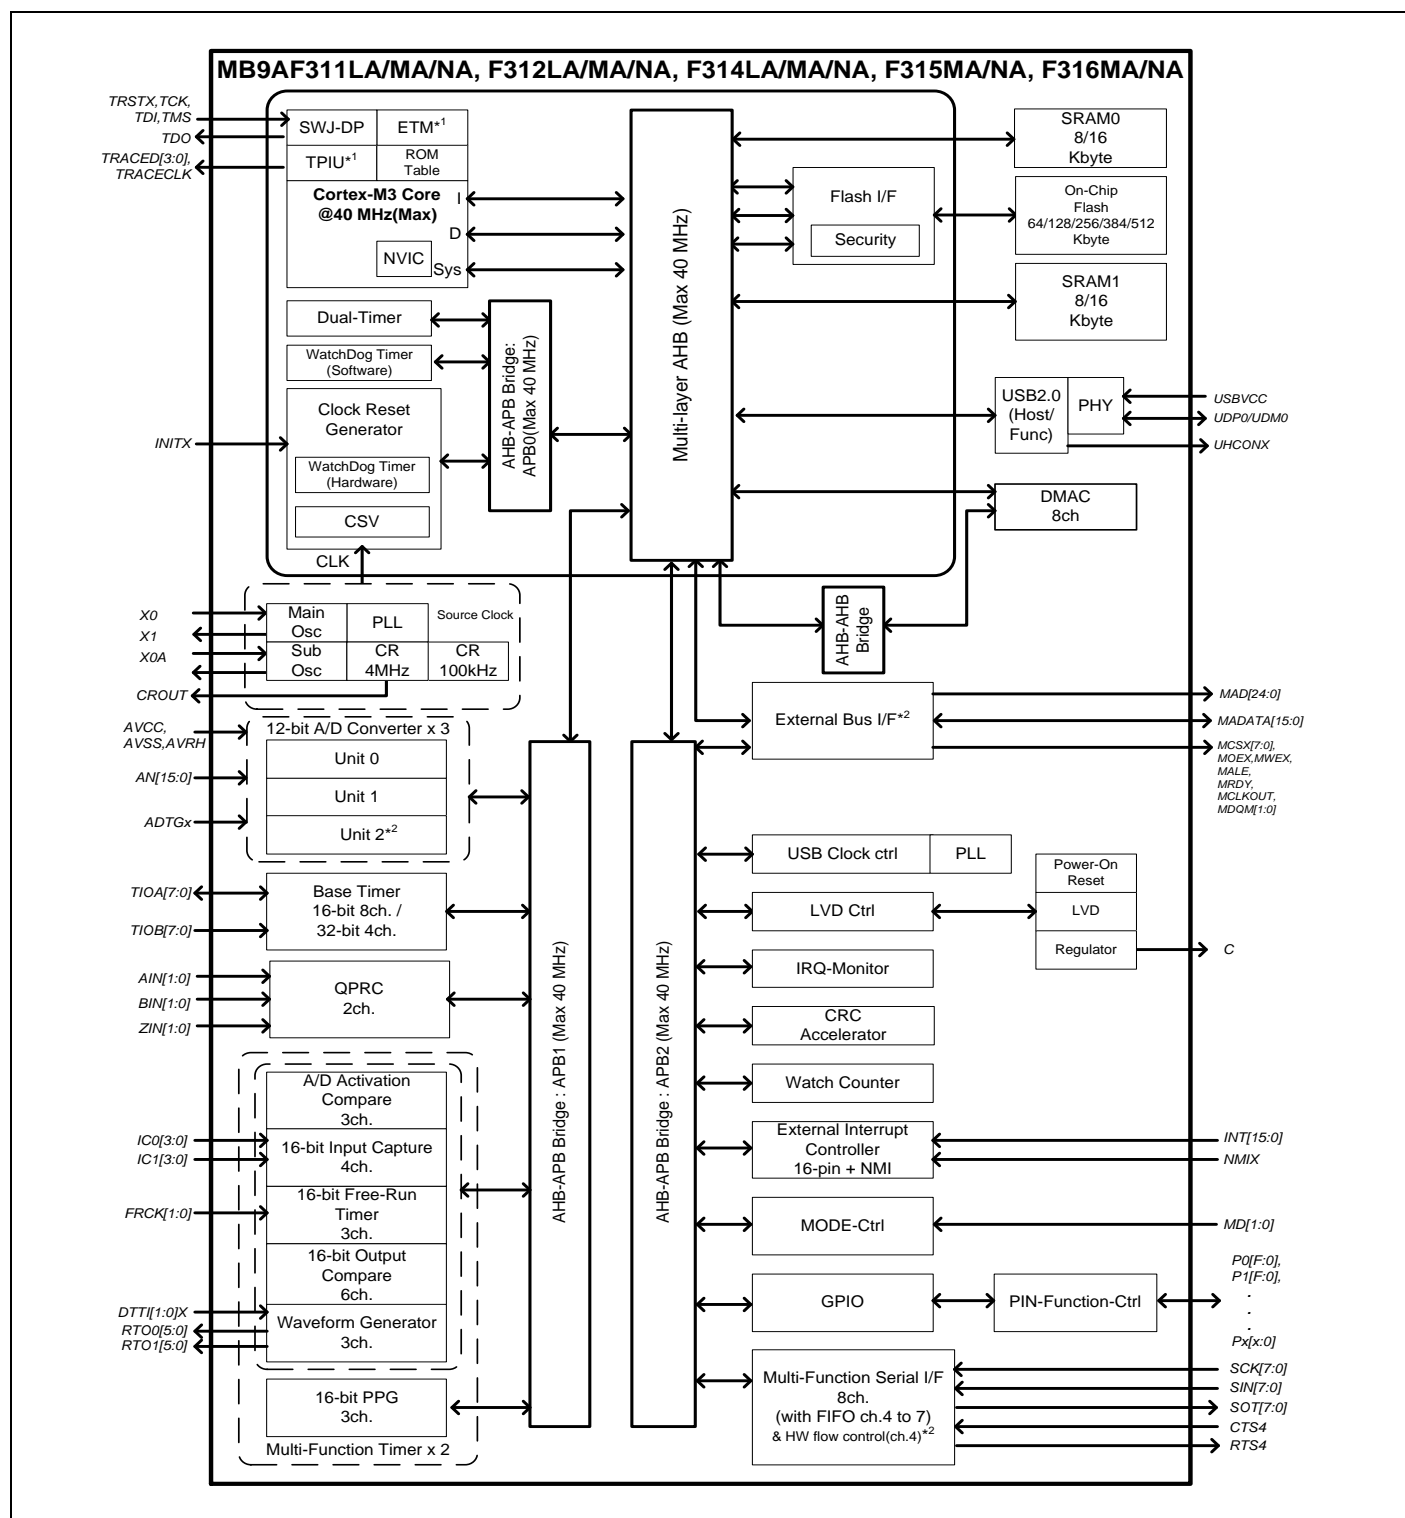 MB9AF311LA/MA/NA, F312LA/MA/NA, F314LA/MA/NA, F315MA/NA, F316MA/NA
TRSTX,TCK,
TDI,TMS
TDO
TRACED[3:0],
TRACECLK
SWJ-DP
ETM*1
TPIU*1
ROM
Table
Cortex-M3 Core
@40 MHz(Max)
I
D
Sys
NVIC
Dual-Timer
WatchDog Timer
(Software)
Clock Reset
Generator
WatchDog Timer
(Hardware)
CSV
CLK
INITX
AHB-APB Bridge:
APB0(Max 40 MHz)
Multi-layer AHB (Max 40 MHz)
Flash I/F
Security
SRAM0
8/16
Kbyte
On-Chip
Flash
64/128/256/384/512
Kbyte
SRAM1
8/16
Kbyte
USB2.0
(Host/
Func)
PHY
USBVCC
UDP0/UDM0
UHCONX
DMAC
8ch
AHB-AHB
Bridge
X0
X1
X0A
CROUT
Main
Osc
PLL
Source Clock
Sub
Osc
CR
4MHz
CR
100kHz
AVCC,
AVSS,AVRH
AN[15:0]
ADTGx
12-bit A/D Converter x 3
Unit 0
Unit 1
Unit 2*2
TIOA[7:0]
TIOB[7:0]
Base Timer
16-bit 8ch. /
32-bit 4ch.
AIN[1:0]
BIN[1:0]
ZIN[1:0]
QPRC
2ch.
A/D Activation
Compare
3ch.
IC0[3:0]
IC1[3:0]
16-bit Input Capture
4ch.
FRCK[1:0]
16-bit Free-Run
Timer
3ch.
16-bit Output
Compare
6ch.
DTTI[1:0]X
RTO0[5:0]
RTO1[5:0]
Waveform Generator
3ch.
16-bit PPG
3ch.
Multi-Function Timer x 2
AHB-APB Bridge : APB1 (Max 40 MHz)
AHB-APB Bridge : APB2 (Max 40 MHz)
External Bus I/F*2
MAD[24:0]
MADATA[15:0]
MCSX[7:0],
MOEX,MWEX,
MALE,
MRDY,
MCLKOUT,
MDQM[1:0]
USB Clock ctrl
PLL
LVD Ctrl
Power-On
Reset
LVD
Regulator
C
IRQ-Monitor
CRC
Accelerator
Watch Counter
External Interrupt
Controller
16-pin + NMI
INT[15:0]
NMIX
MODE-Ctrl
MD[1:0]
GPIO
PIN-Function-Ctrl
P0[F:0],
P1[F:0],
.
.
.
Px[x:0]
Multi-Function Serial I/F
8ch.
(with FIFO ch.4 to 7)
& HW flow control(ch.4)*2
SCK[7:0]
SIN[7:0]
SOT[7:0]
CTS4
RTS4